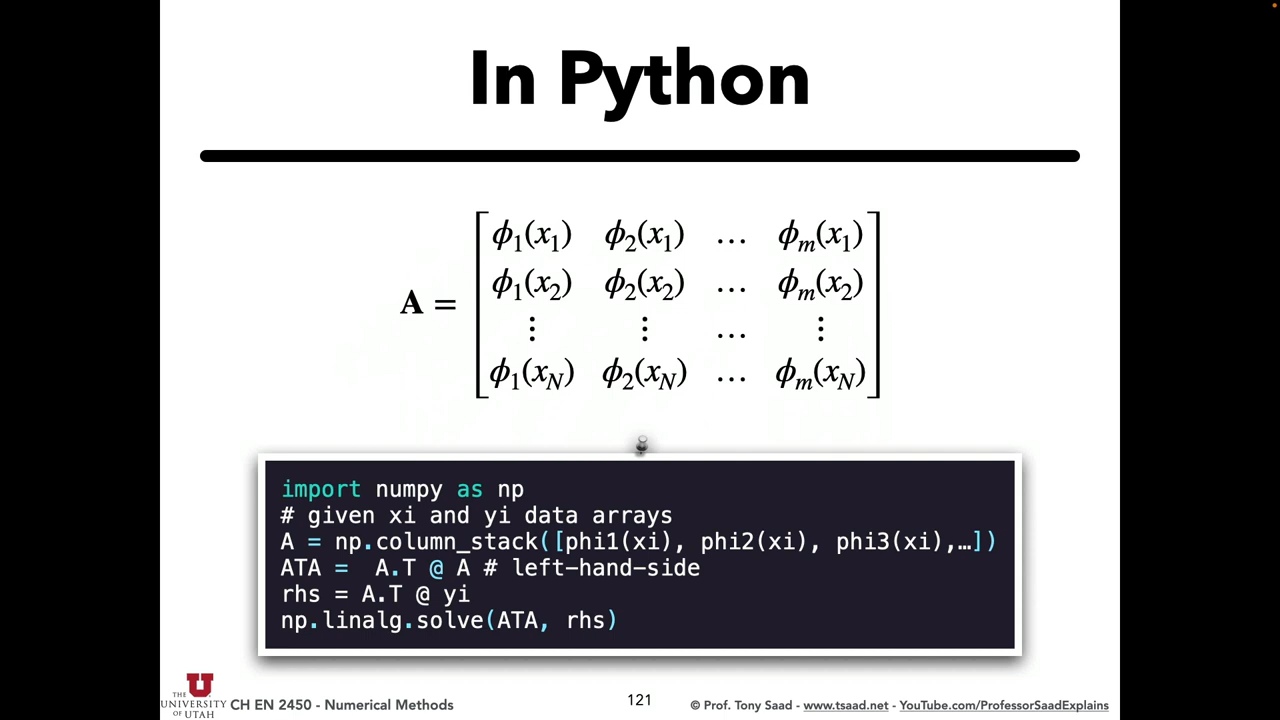 In Python
A =
ϕ₁(x₁) ϕ₂(x₁) … ϕₘ(x₁)
ϕ₁(x₂) ϕ₂(x₂) … ϕₘ(x₂)
⋮ ⋮ … ⋮
ϕ₁(x_N) ϕ₂(x_N) … ϕₘ(x_N)
import numpy as np
# given xi and yi data arrays
A = np.column_stack([phi1(xi), phi2(xi), phi3(xi),…])
ATA =  A.T @ A # left-hand-side
rhs = A.T @ yi
np.linalg.solve(ATA, rhs)
U
THE
UNIVERSITY
OF UTAH
CH EN 2450 - Numerical Methods
121
© Prof. Tony Saad - www.tsaad.net - YouTube.com/ProfessorSaadExplains